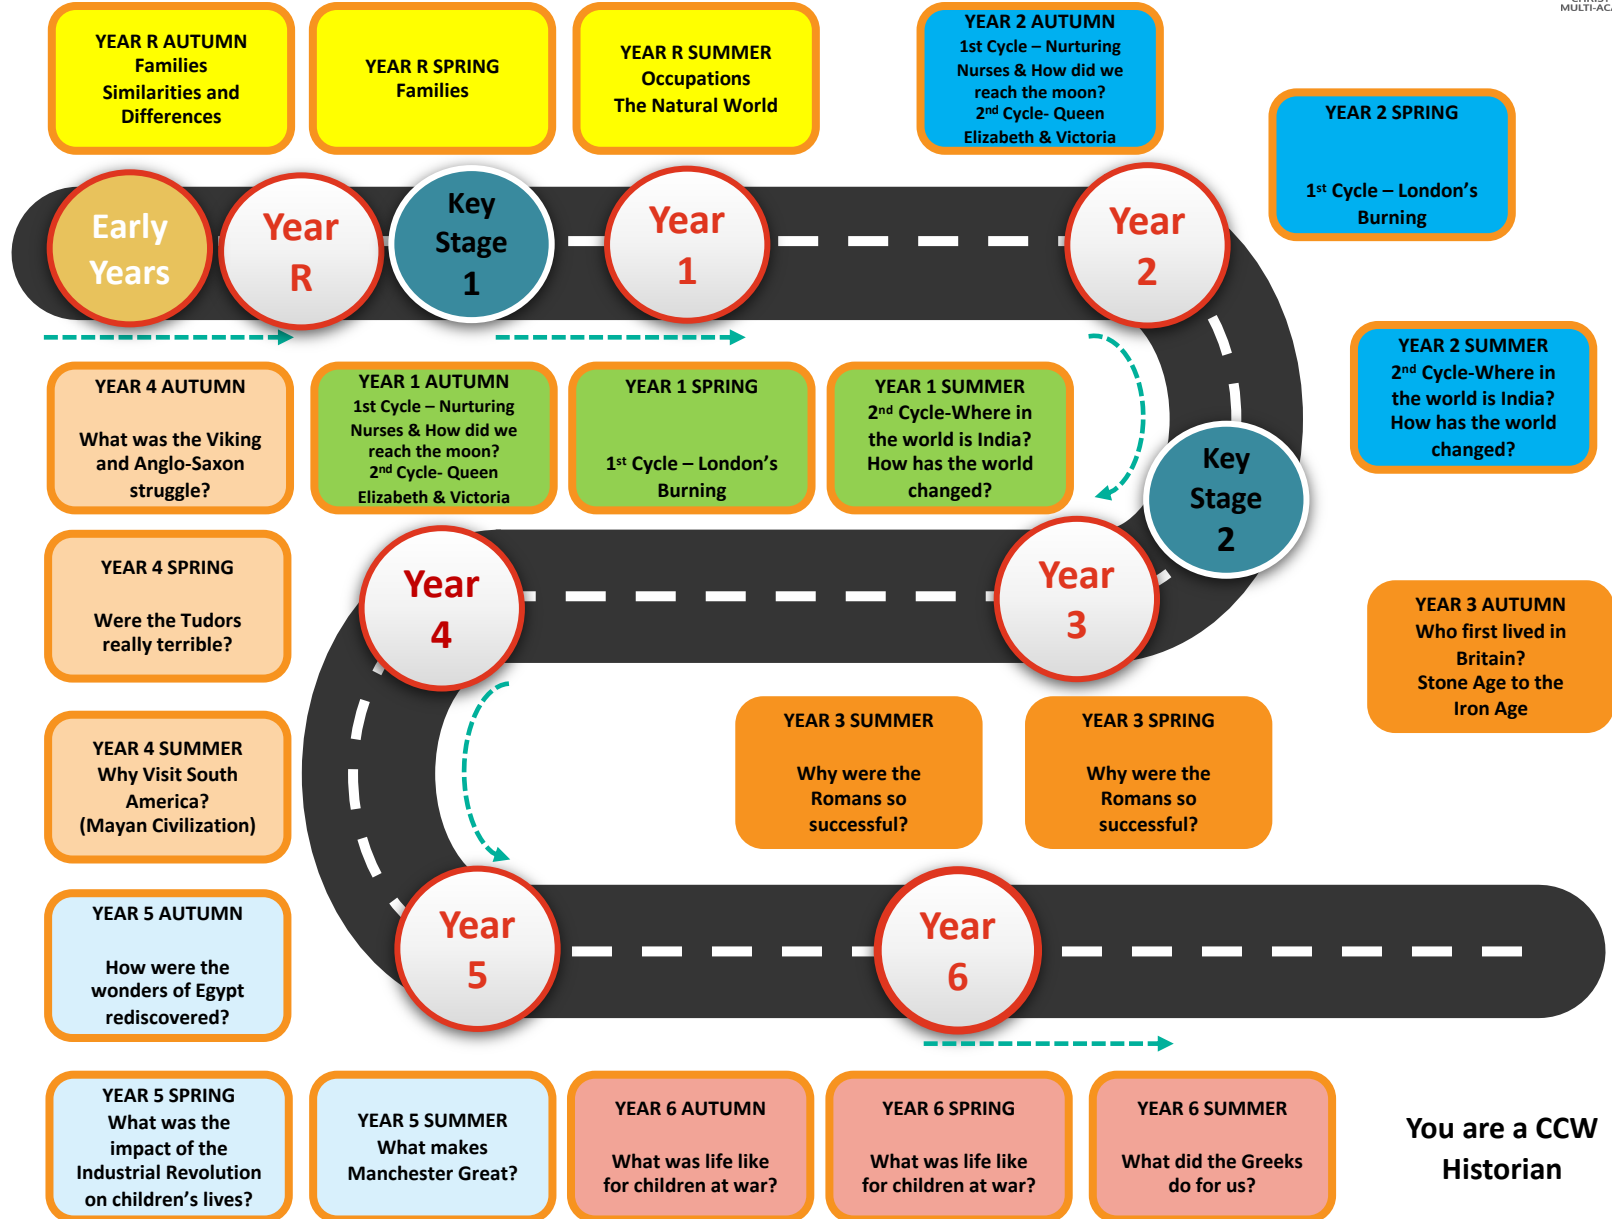 CHRIST
MULTI-ACA
YEAR R AUTUMN
Families
Similarities and
Differences
YEAR R SPRING
Families
YEAR R SUMMER
Occupations
The Natural World
YEAR 2 AUTUMN
1st Cycle – Nurturing
Nurses & How did we
reach the moon?
2nd Cycle- Queen
Elizabeth & Victoria
YEAR 2 SPRING
1st Cycle – London's
Burning
Early
Years
Year
R
Key
Stage
1
Year
1
Year
2
YEAR 2 SUMMER
2nd Cycle-Where in
the world is India?
How has the world
changed?
YEAR 4 AUTUMN
What was the Viking
and Anglo-Saxon
struggle?
YEAR 1 AUTUMN
1st Cycle – Nurturing
Nurses & How did we
reach the moon?
2nd Cycle- Queen
Elizabeth & Victoria
YEAR 1 SPRING
1st Cycle – London's
Burning
YEAR 1 SUMMER
2nd Cycle-Where in
the world is India?
How has the world
changed?
Key
Stage
2
YEAR 4 SPRING
Were the Tudors
really terrible?
Year
4
Year
3
YEAR 3 AUTUMN
Who first lived in
Britain?
Stone Age to the
Iron Age
YEAR 4 SUMMER
Why Visit South
America?
(Mayan Civilization)
YEAR 3 SUMMER
Why were the
Romans so
successful?
YEAR 3 SPRING
Why were the
Romans so
successful?
YEAR 5 AUTUMN
How were the
wonders of Egypt
rediscovered?
Year
5
Year
6
YEAR 5 SPRING
What was the
impact of the
Industrial Revolution
on children's lives?
YEAR 5 SUMMER
What makes
Manchester Great?
YEAR 6 AUTUMN
What was life like
for children at war?
YEAR 6 SPRING
What was life like
for children at war?
YEAR 6 SUMMER
What did the Greeks
do for us?
You are a CCW
Historian